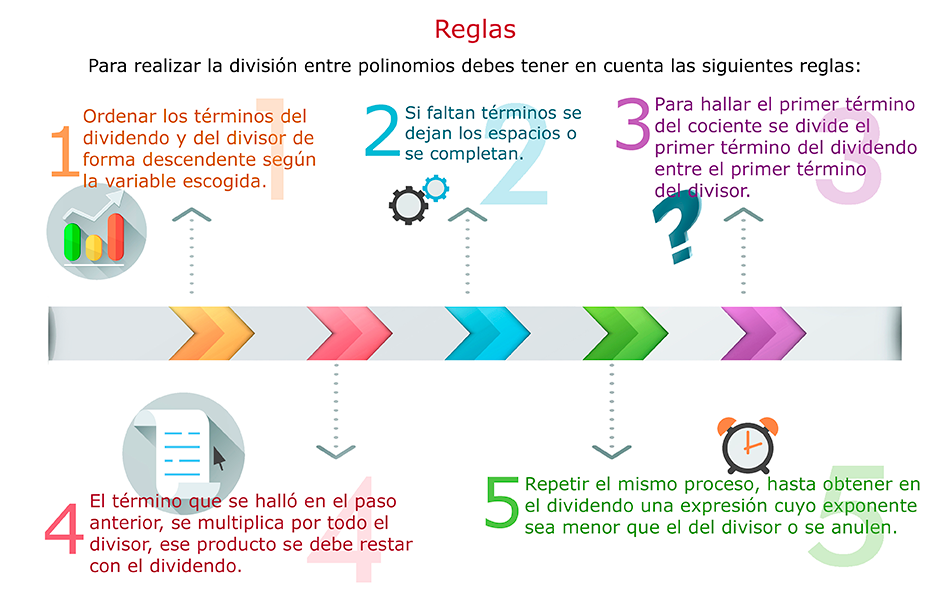 Reglas
Para realizar la división entre polinomios debes tener en cuenta las siguientes reglas:
1
Ordenar los términos del
dividendo y del divisor de
forma descendente según
la variable escogida.
1
2
Si faltan términos se
dejan los espacios o
se completan.
2
3
Para hallar el primer término
del cociente se divide el
primer término del dividendo
entre el primer término
del divisor.
3
?
4
El término que se halló en el paso
anterior, se multiplica por todo el
divisor, ese producto se debe restar
con el dividendo.
4
5
Repetir el mismo proceso, hasta obtener en
el dividendo una expresión cuyo exponente
sea menor que el del divisor o se anulen.
5